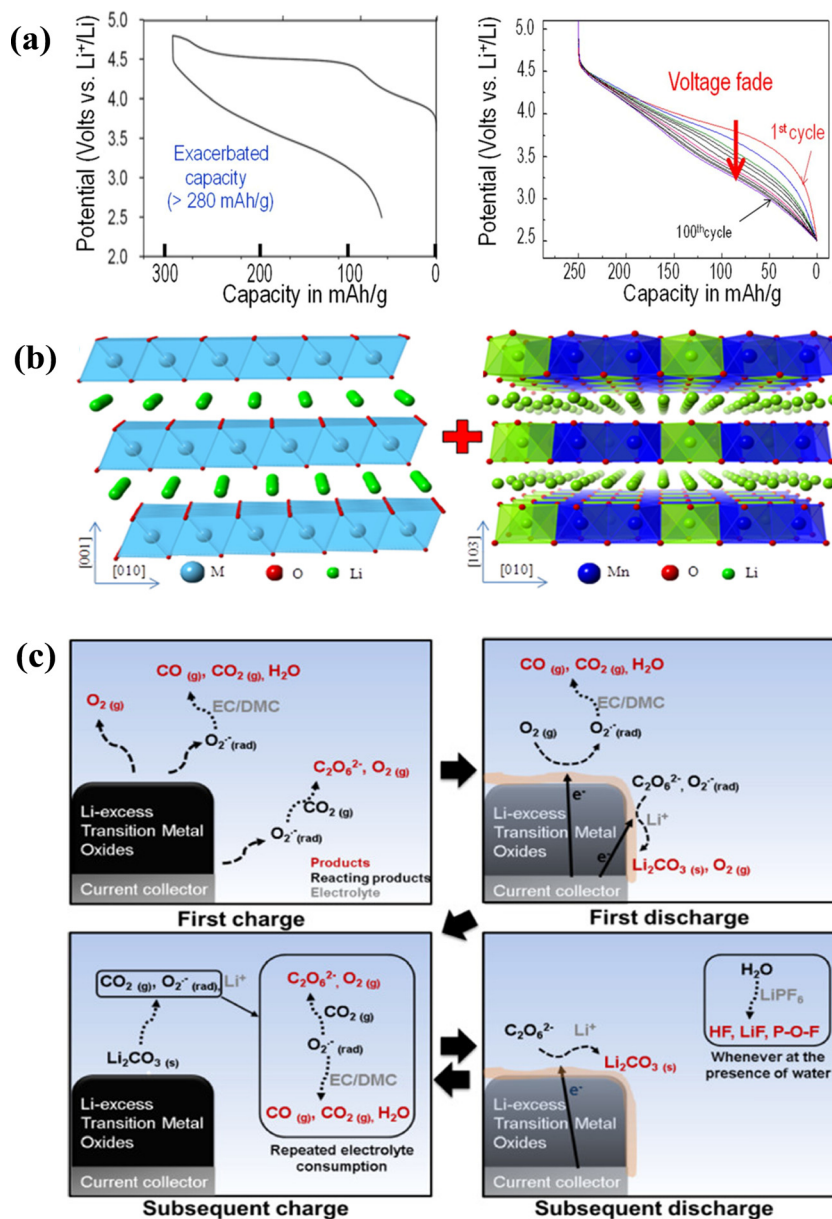 (a)
Potential (Volts vs. Li⁺/Li)
5.0
4.5
4.0
3.5
3.0
2.5
2.0
Exacerbated
capacity
(> 280 mAh/g)
300 200 100 0
Capacity in mAh/g
Potential (Volts vs. Li⁺/Li)
5.0
4.5
4.0
3.5
3.0
2.5
Voltage fade
1st cycle
100thcycle
250 200 150 100 50 0
Capacity in mAh/g
(b)
[001]
[010]
M O Li
[103̄]
[010]
Mn O Li
(c)
CO (g), CO₂ (g), H₂O
O₂ (g)
EC/DMC
O₂·⁻ (rad)
C₂O₆²⁻, O₂ (g)
CO₂ (g)
O₂·⁻ (rad)
Li-excess
Transition Metal
Oxides
Current collector
Products
Reacting products
Electrolyte
First charge
CO (g), CO₂ (g), H₂O
EC/DMC
O₂ (g)
O₂·⁻ (rad)
C₂O₆²⁻, O₂·⁻ (rad)
Li⁺
e⁻
e⁻
Li₂CO₃ (s), O₂ (g)
Li-excess
Transition Metal
Oxides
Current collector
First discharge
CO₂ (g), O₂·⁻ (rad), Li⁺
Li₂CO₃ (s)
C₂O₆²⁻, O₂ (g)
CO₂ (g)
O₂·⁻ (rad)
EC/DMC
CO (g), CO₂ (g), H₂O
Repeated electrolyte
consumption
Li-excess
Transition Metal
Oxides
Current collector
Subsequent charge
H₂O
LiPF₆
HF, LiF, P-O-F
Whenever at the
presence of water
C₂O₆²⁻
Li⁺
Li₂CO₃ (s)
e⁻
Li-excess
Transition Metal
Oxides
Current collector
Subsequent discharge